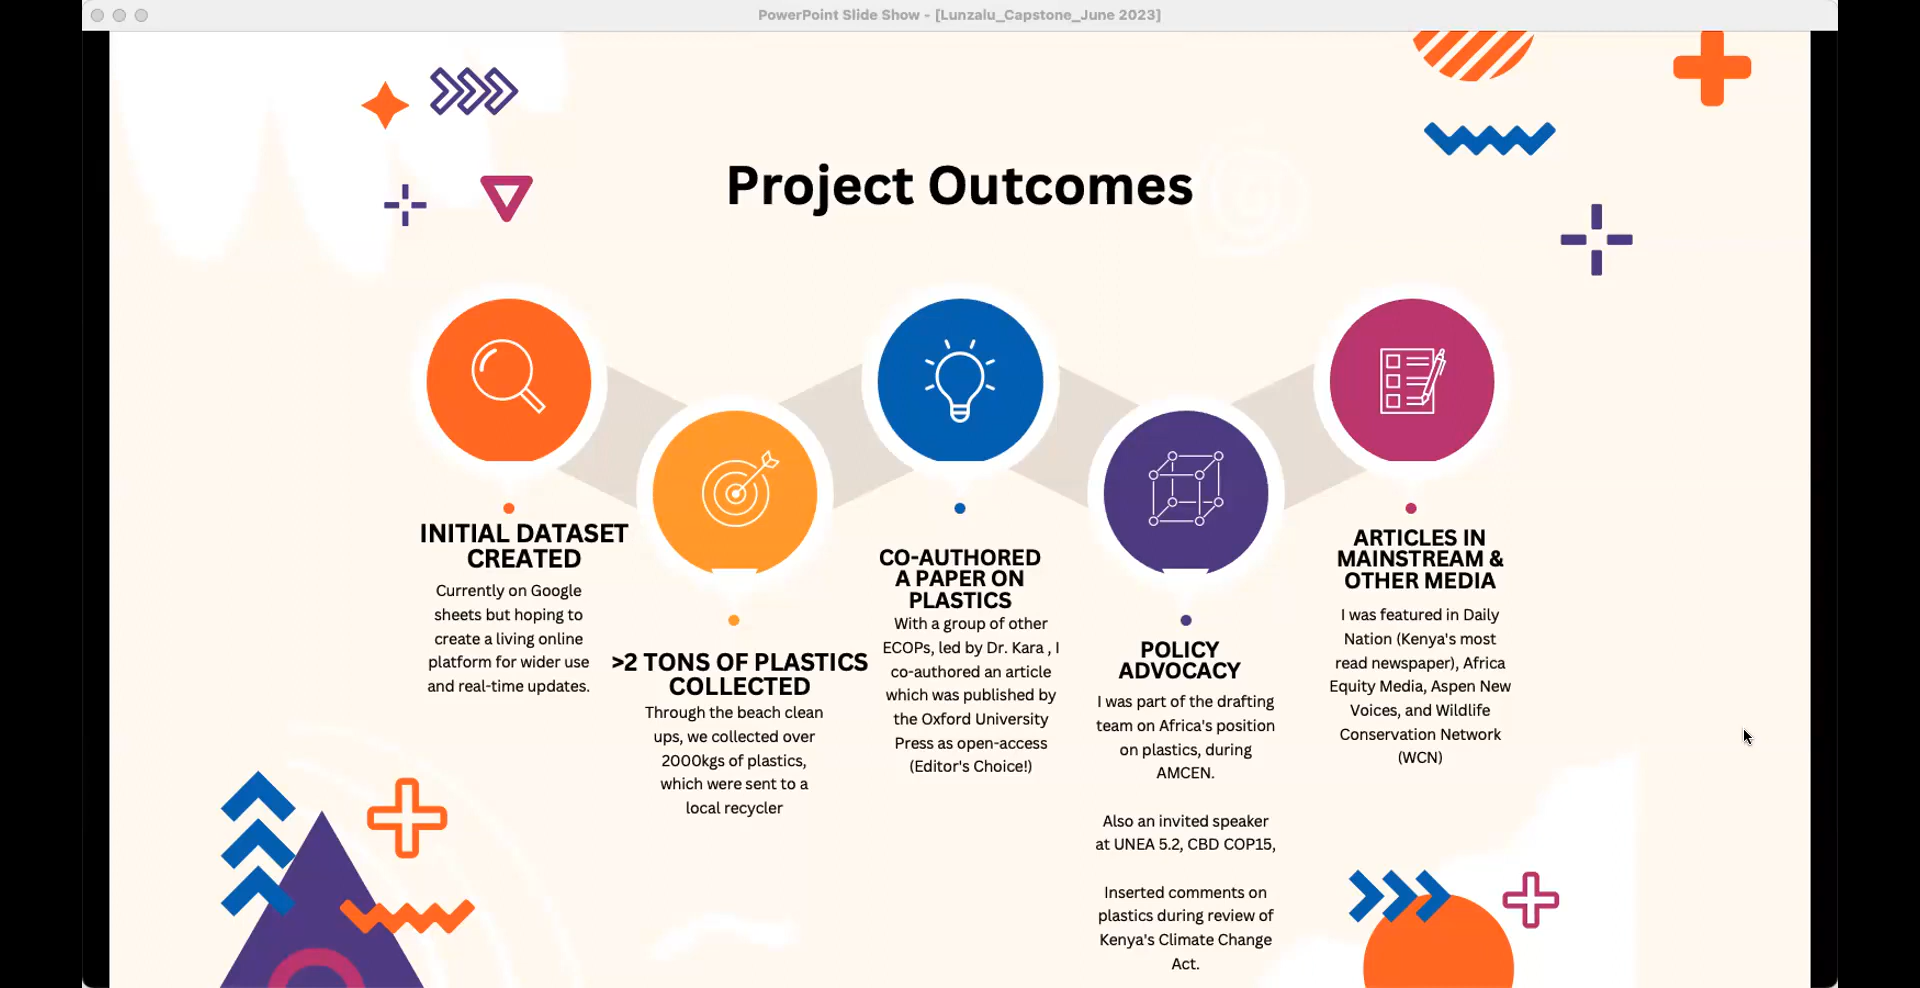 PowerPoint Slide Show - [Lunzalu_Capstone_June 2023]
Project Outcomes
INITIAL DATASET
CREATED
Currently on Google
sheets but hoping to
create a living online
platform for wider use
and real-time updates.
>2 TONS OF PLASTICS
COLLECTED
Through the beach clean
ups, we collected over
2000kgs of plastics,
which were sent to a
local recycler
CO-AUTHORED
A PAPER ON
PLASTICS
With a group of other
ECOPs, led by Dr. Kara , I
co-authored an article
which was published by
the Oxford University
Press as open-access
(Editor's Choice!)
POLICY
ADVOCACY
I was part of the drafting
team on Africa's position
on plastics, during
AMCEN.
Also an invited speaker
at UNEA 5.2, CBD COP15,
Inserted comments on
plastics during review of
Kenya's Climate Change
Act.
ARTICLES IN
MAINSTREAM &
OTHER MEDIA
I was featured in Daily
Nation (Kenya's most
read newspaper), Africa
Equity Media, Aspen New
Voices, and Wildlife
Conservation Network
(WCN)